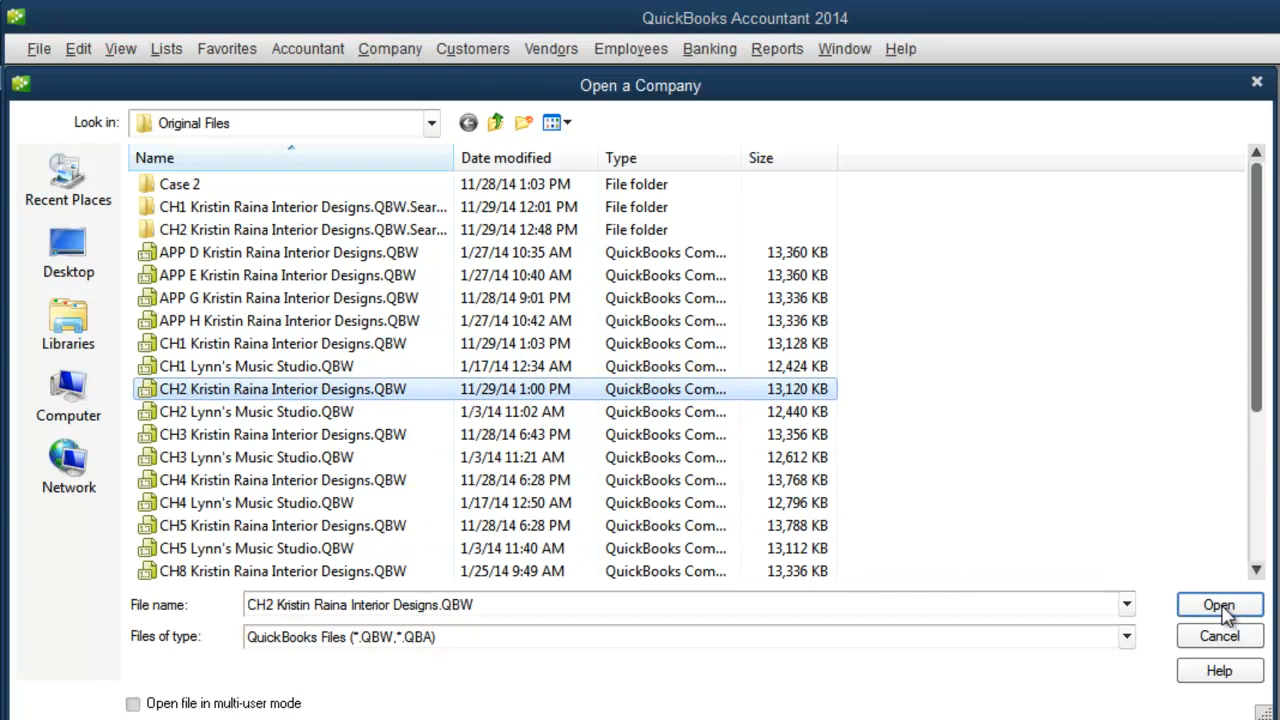 QuickBooks Accountant 2014
File Edit View Lists Favorites Accountant Company Customers Vendors Employees Banking Reports Window Help
Open a Company
Look in: Original Files
Name Date modified Type Size
Case 2 11/28/14 1:03 PM File folder
CH1 Kristin Raina Interior Designs.QBW.Sear... 11/29/14 12:01 PM File folder
CH2 Kristin Raina Interior Designs.QBW.Sear... 11/29/14 12:48 PM File folder
APP D Kristin Raina Interior Designs.QBW 1/27/14 10:35 AM QuickBooks Com... 13,360 KB
APP E Kristin Raina Interior Designs.QBW 1/27/14 10:40 AM QuickBooks Com... 13,360 KB
APP G Kristin Raina Interior Designs.QBW 11/28/14 9:01 PM QuickBooks Com... 13,336 KB
APP H Kristin Raina Interior Designs.QBW 1/27/14 10:42 AM QuickBooks Com... 13,336 KB
CH1 Kristin Raina Interior Designs.QBW 11/29/14 1:03 PM QuickBooks Com... 13,128 KB
CH1 Lynn's Music Studio.QBW 1/17/14 12:34 AM QuickBooks Com... 12,424 KB
CH2 Kristin Raina Interior Designs.QBW 11/29/14 1:00 PM QuickBooks Com... 13,120 KB
CH2 Lynn's Music Studio.QBW 1/3/14 11:02 AM QuickBooks Com... 12,440 KB
CH3 Kristin Raina Interior Designs.QBW 11/28/14 6:43 PM QuickBooks Com... 13,356 KB
CH3 Lynn's Music Studio.QBW 1/3/14 11:21 AM QuickBooks Com... 12,612 KB
CH4 Kristin Raina Interior Designs.QBW 11/28/14 6:28 PM QuickBooks Com... 13,768 KB
CH4 Lynn's Music Studio.QBW 1/17/14 12:50 AM QuickBooks Com... 12,796 KB
CH5 Kristin Raina Interior Designs.QBW 11/28/14 6:28 PM QuickBooks Com... 13,788 KB
CH5 Lynn's Music Studio.QBW 1/3/14 11:40 AM QuickBooks Com... 13,112 KB
CH8 Kristin Raina Interior Designs.QBW 1/25/14 9:49 AM QuickBooks Com... 13,336 KB
Recent Places
Desktop
Libraries
Computer
Network
File name: CH2 Kristin Raina Interior Designs.QBW Open
Files of type: QuickBooks Files (*.QBW,*.QBA) Cancel
Help
Open file in multi-user mode